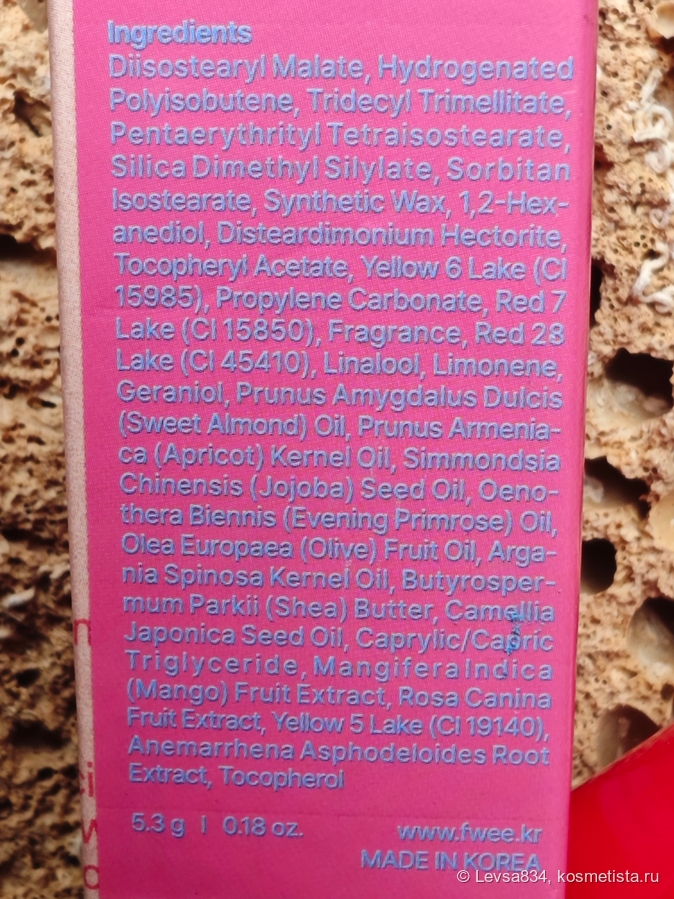 Ingredients
Diisostearyl Malate, Hydrogenated
Polyisobutene, Tridecyl Trimellitate,
Pentaerythrityl Tetraisostearate,
Silica Dimethyl Silylate, Sorbitan
Isostearate, Synthetic Wax, 1,2-Hex-
anediol, Disteardimonium Hectorite,
Tocopheryl Acetate, Yellow 6 Lake (CI
15985), Propylene Carbonate, Red 7
Lake (CI 15850), Fragrance, Red 28
Lake (CI 45410), Linalool, Limonene,
Geraniol, Prunus Amygdalus Dulcis
(Sweet Almond) Oil, Prunus Armenia-
ca (Apricot) Kernel Oil, Simmondsia
Chinensis (Jojoba) Seed Oil, Oeno-
thera Biennis (Evening Primrose) Oil,
Olea Europaea (Olive) Fruit Oil, Arga-
nia Spinosa Kernel Oil, Butyrosper-
mum Parkii (Shea) Butter, Camellia
Japonica Seed Oil, Caprylic/Capric
Triglyceride, Mangifera Indica
(Mango) Fruit Extract, Rosa Canina
Fruit Extract, Yellow 5 Lake (CI 19140),
Anemarrhena Asphodeloides Root
Extract, Tocopherol
5.3 g | 0.18 oz. www.fwee.kr
MADE IN KOREA
© Levsa834, kosmetista.ru